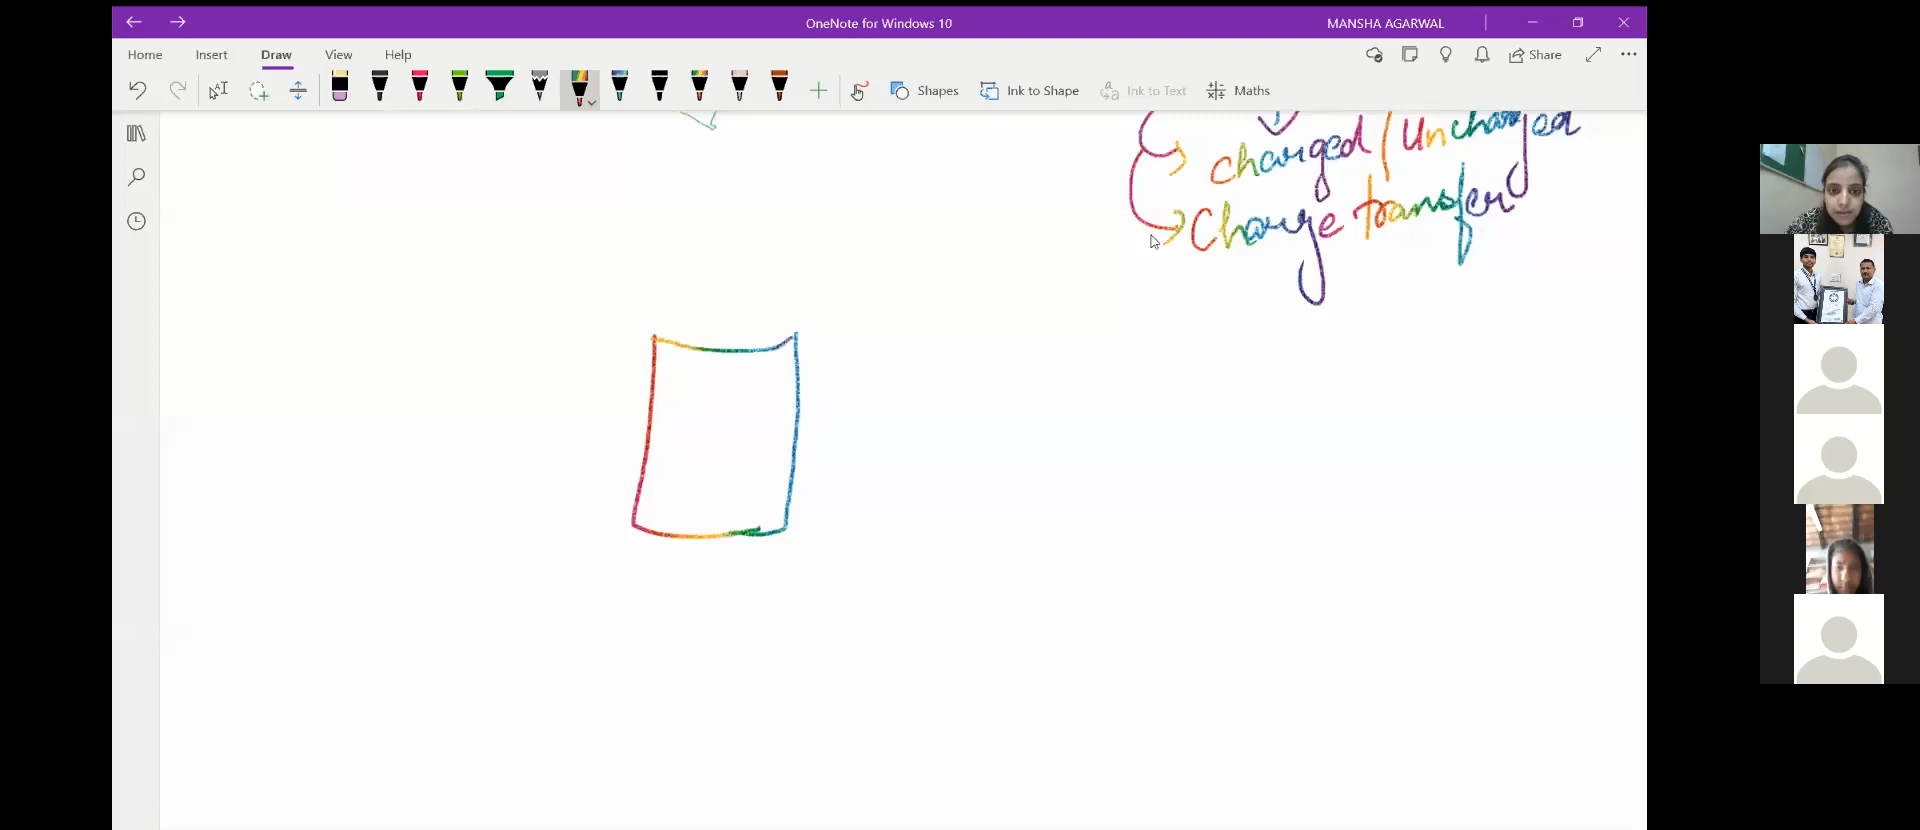 OneNote for Windows 10
MANSHA AGARWAL
Home Insert Draw View Help
Share
Shapes Ink to Shape Ink to Text Maths
charged / Uncharged
Charge transfer